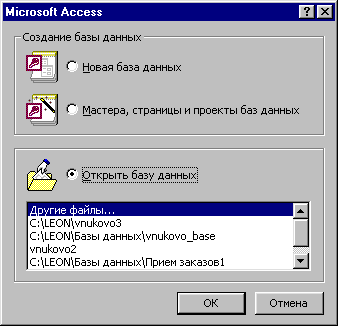 Microsoft Access
Создание базы данных
Новая база данных
Мастера, страницы и проекты баз данных
Открыть базу данных
Другие файлы...
C:\LEON\vnukovo3
C:\LEON\Базы данных\vnukovo_base
vnukovo2
C:\LEON\Базы данных\Прием заказов1
OK
Отмена